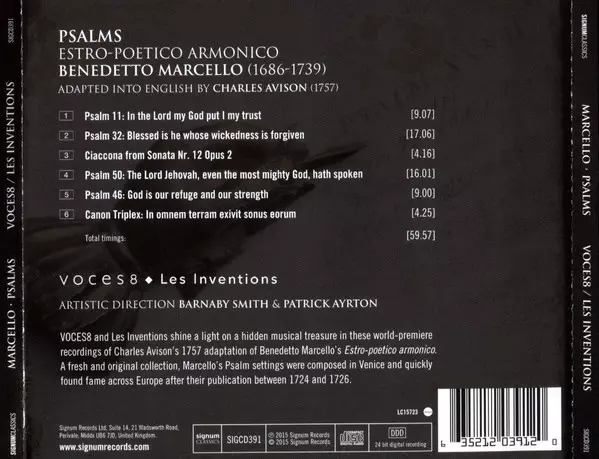 SIGCD391
VOCES8 / LES INVENTIONS
MARCELLO · PSALMS
SIGNUMCLASSICS
PSALMS
ESTRO-POETICO ARMONICO
BENEDETTO MARCELLO (1686-1739)
ADAPTED INTO ENGLISH BY CHARLES AVISON (1757)
1 Psalm 11: In the Lord my God put I my trust [9.07]
2 Psalm 32: Blessed is he whose wickedness is forgiven [17.06]
3 Ciaccona from Sonata Nr. 12 Opus 2 [4.16]
4 Psalm 50: The Lord Jehovah, even the most mighty God, hath spoken [16.01]
5 Psalm 46: God is our refuge and our strength [9.00]
6 Canon Triplex: In omnem terram exivit sonus eorum [4.25]
Total timings: [59.57]
voces8 ◆ Les Inventions
ARTISTIC DIRECTION BARNABY SMITH & PATRICK AYRTON
VOCES8 and Les Inventions shine a light on a hidden musical treasure in these world-premiere
recordings of Charles Avison's 1757 adaptation of Benedetto Marcello's Estro-poetico armonico.
A fresh and original collection, Marcello's Psalm settings were composed in Venice and quickly
found fame across Europe after their publication between 1724 and 1726.
LC15723
Signum Records Ltd, Suite 14, 21 Wadsworth Road,
Perivale, Middx UB6 7JD, United Kingdom.
www.signumrecords.com
signum
CLASSICS
SIGCD391
℗ 2015 Signum Records
© 2015 Signum Records
COMPACT
disc
DIGITAL AUDIO
DDD
24 bit digital recording
6 35212 03912 0
SIGNUMCLASSICS
MARCELLO · PSALMS
VOCES8 / LES INVENTIONS
SIGCD391